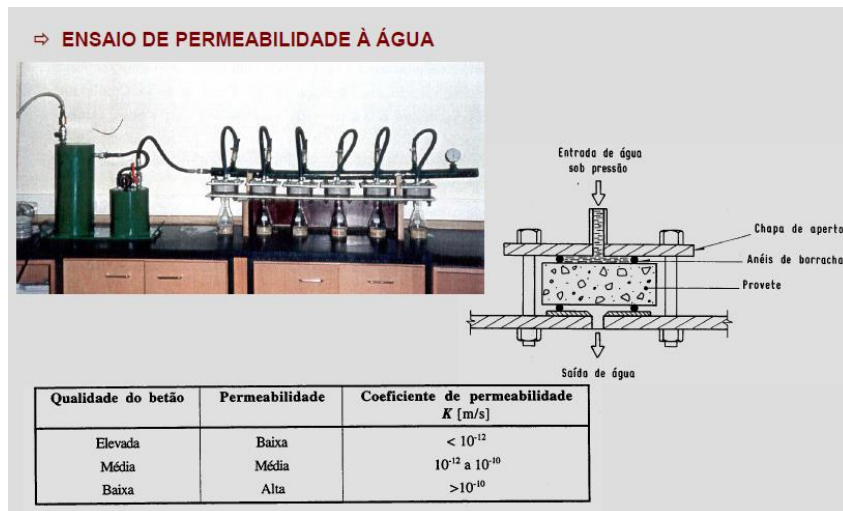 ⇨ ENSAIO DE PERMEABILIDADE À ÁGUA
Entrada de água
sob pressão
Chapa de aperto
Anéis de borracha
Provete
Saída de água
Qualidade do betão Permeabilidade Coeficiente de permeabilidade
K [m/s]
Elevada Baixa < 10⁻¹²
Média Média 10⁻¹² a 10⁻¹⁰
Baixa Alta >10⁻¹⁰